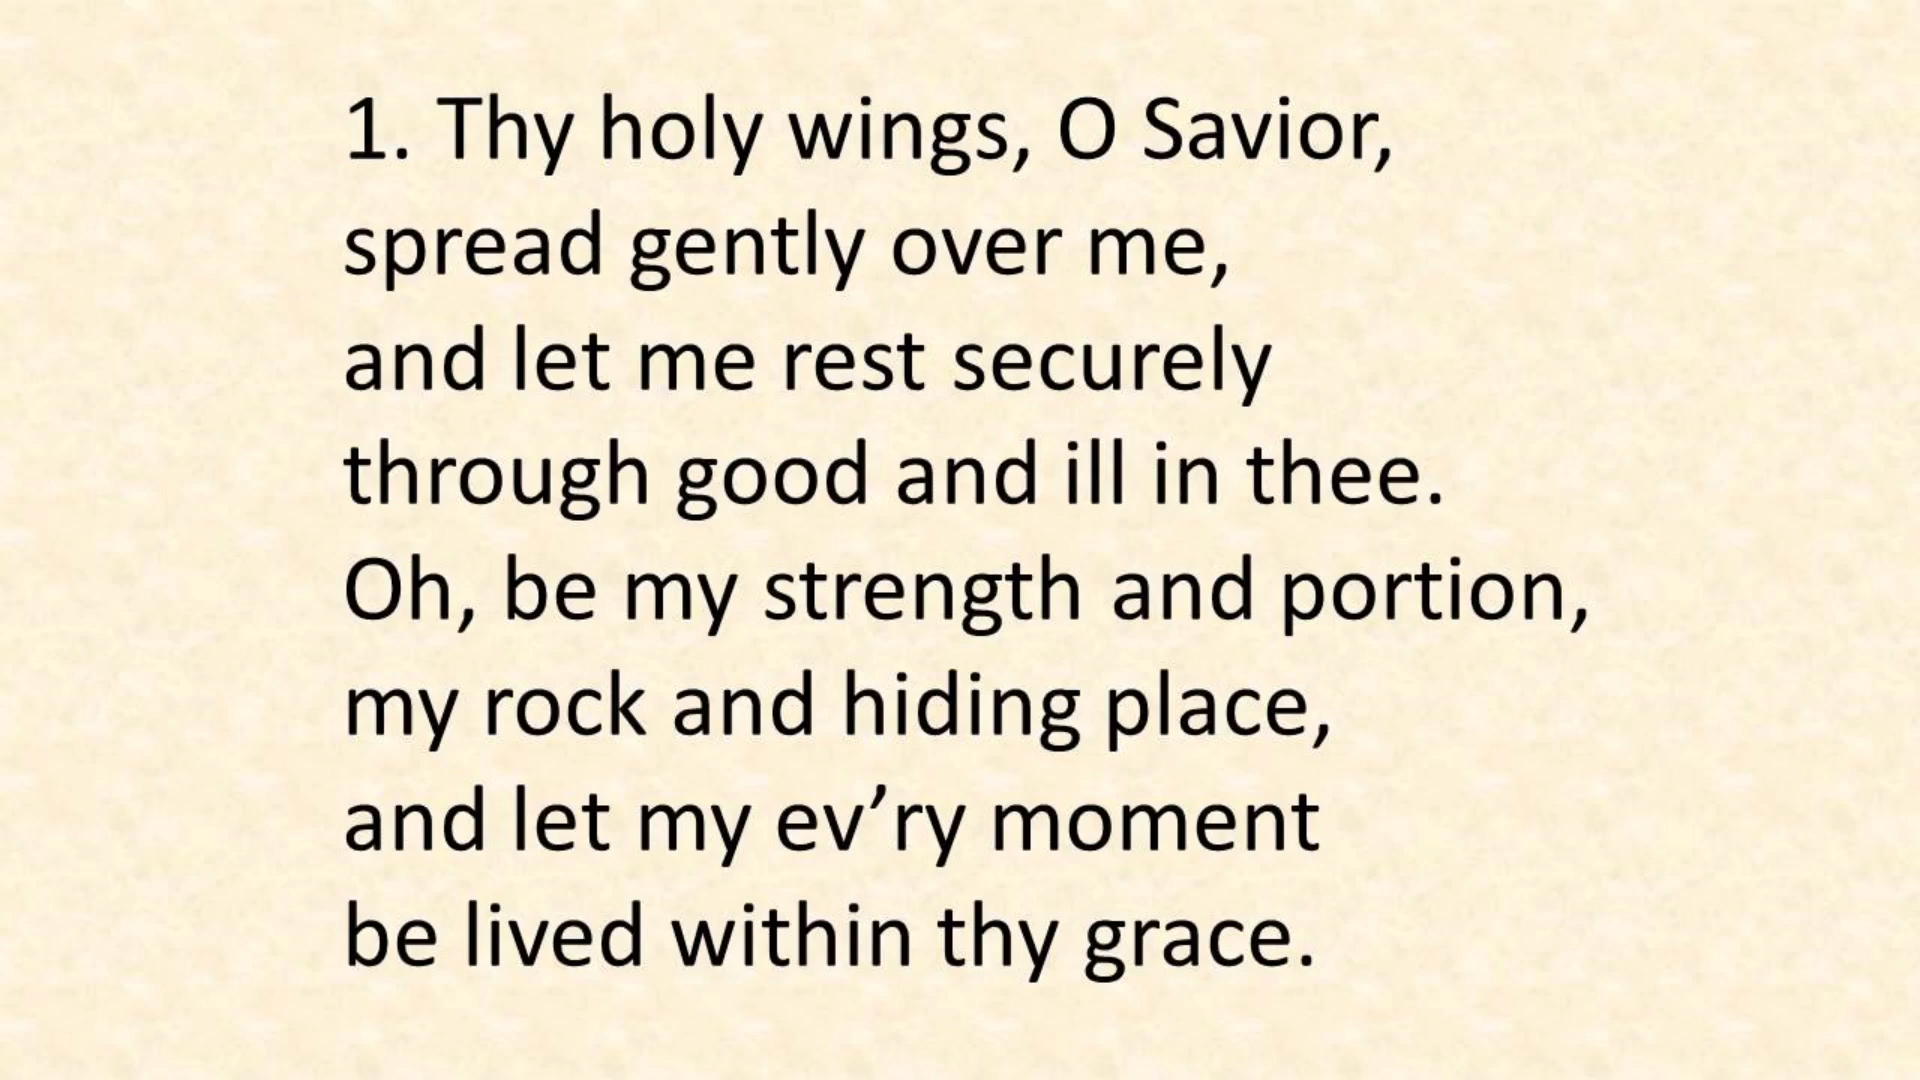 1. Thy holy wings, O Savior,
spread gently over me,
and let me rest securely
through good and ill in thee.
Oh, be my strength and portion,
my rock and hiding place,
and let my ev’ry moment
be lived within thy grace.